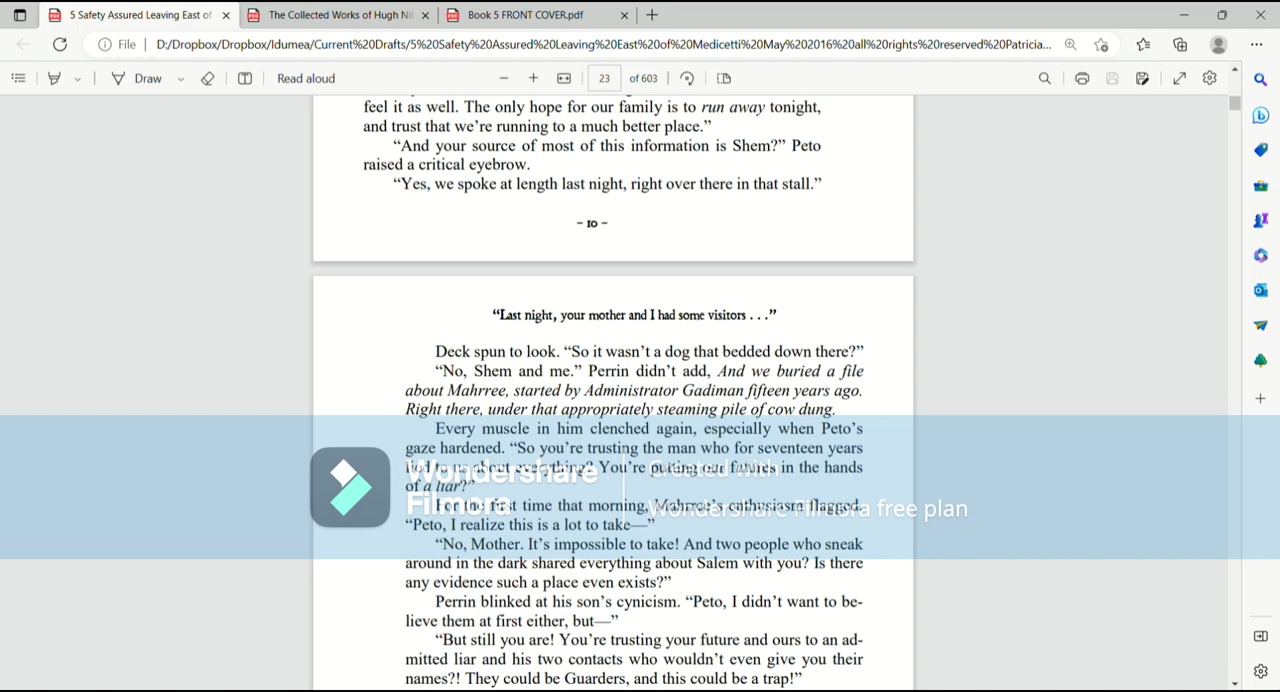 5 Safety Assured Leaving East of
The Collected Works of Hugh Ni
Book 5 FRONT COVER.pdf
File
D:/Dropbox/Dropbox/Idumea/Current%20Drafts/5%20Safety%20Assured%20Leaving%20East%20of%20Medicetti%20May%202016%20all%20rights%20reserved%20Patricia...
Draw
Read aloud
23 of 603
feel it as well. The only hope for our family is to run away tonight,
and trust that we’re running to a much better place.”
“And your source of most of this information is Shem?” Peto
raised a critical eyebrow.
“Yes, we spoke at length last night, right over there in that stall.”
~ 10 ~
“Last night, your mother and I had some visitors . . .”
Deck spun to look. “So it wasn’t a dog that bedded down there?”
“No, Shem and me.” Perrin didn’t add, And we buried a file
about Mahrree, started by Administrator Gadiman fifteen years ago.
Right there, under that appropriately steaming pile of cow dung.
Every muscle in him clenched again, especially when Peto’s
gaze hardened. “So you’re trusting the man who for seventeen years
lied to us about everything? You’re putting our futures in the hands
of a liar?”
For the first time that morning, Mahrree’s enthusiasm flagged.
“Peto, I realize this is a lot to take—”
“No, Mother. It’s impossible to take! And two people who sneak
around in the dark shared everything about Salem with you? Is there
any evidence such a place even exists?”
Perrin blinked at his son’s cynicism. “Peto, I didn’t want to be-
lieve them at first either, but—”
“But still you are! You’re trusting your future and ours to an ad-
mitted liar and his two contacts who wouldn’t even give you their
names?! They could be Guarders, and this could be a trap!”
Wondershare
Filmora
Created with
Wondershare Filmora free plan